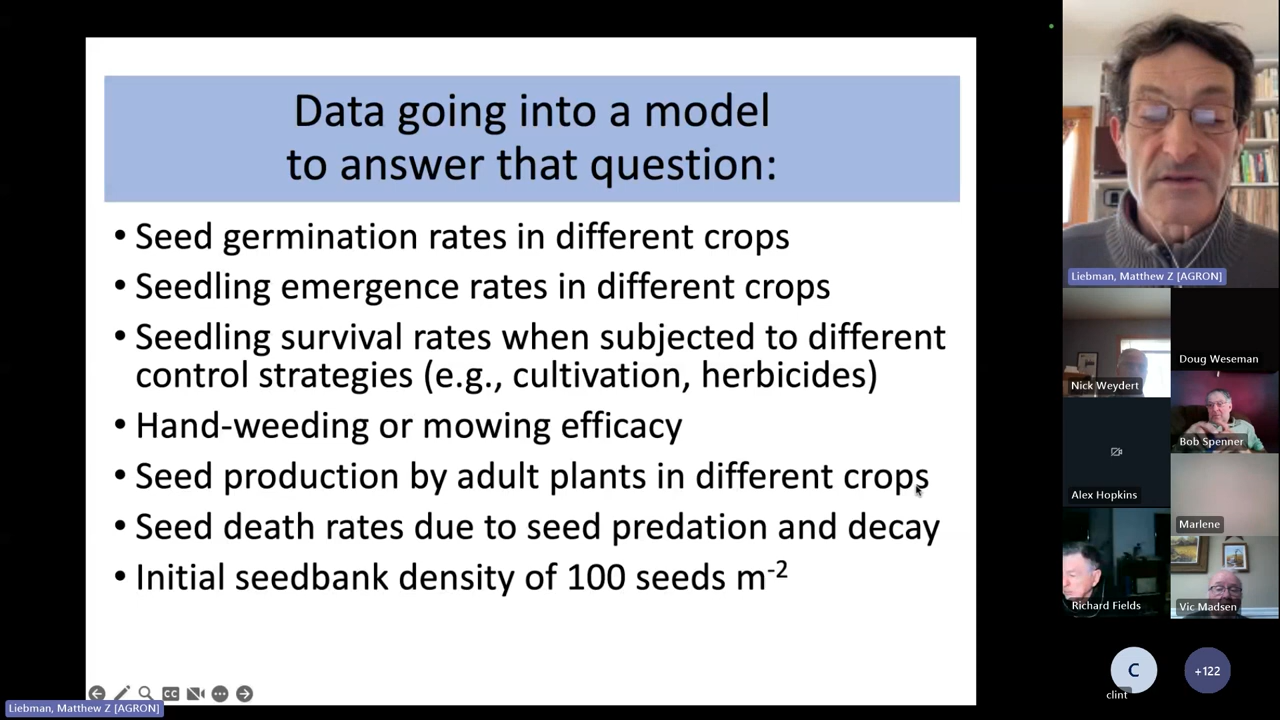 Data going into a model
to answer that question:
• Seed germination rates in different crops
• Seedling emergence rates in different crops
• Seedling survival rates when subjected to different
control strategies (e.g., cultivation, herbicides)
• Hand-weeding or mowing efficacy
• Seed production by adult plants in different crops
• Seed death rates due to seed predation and decay
• Initial seedbank density of 100 seeds m-2
CC
Liebman, Matthew Z [AGRON]
Liebman, Matthew Z [AGRON]
Nick Weydert
Doug Weseman
Bob Spenner
Alex Hopkins
Marlene
Richard Fields
Vic Madsen
C
clint
+122